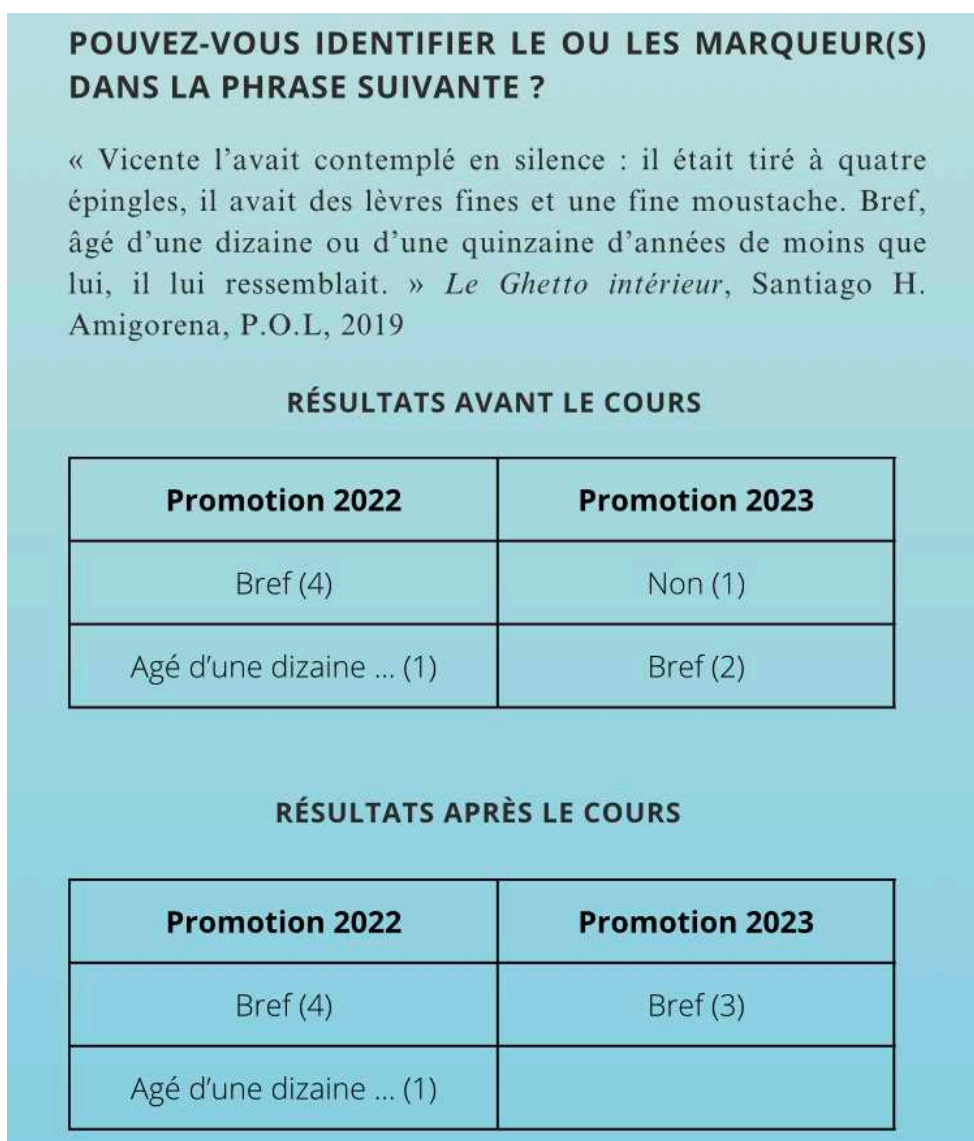 POUVEZ-VOUS IDENTIFIER LE OU LES MARQUEUR(S)
DANS LA PHRASE SUIVANTE ?
« Vicente l’avait contemplé en silence : il était tiré à quatre
épingles, il avait des lèvres fines et une fine moustache. Bref,
âgé d’une dizaine ou d’une quinzaine d’années de moins que
lui, il lui ressemblait. » Le Ghetto intérieur, Santiago H.
Amigorena, P.O.L, 2019
RÉSULTATS AVANT LE COURS
Promotion 2022 Promotion 2023
Bref (4) Non (1)
Agé d’une dizaine ... (1) Bref (2)
RÉSULTATS APRÈS LE COURS
Promotion 2022 Promotion 2023
Bref (4) Bref (3)
Agé d’une dizaine ... (1)